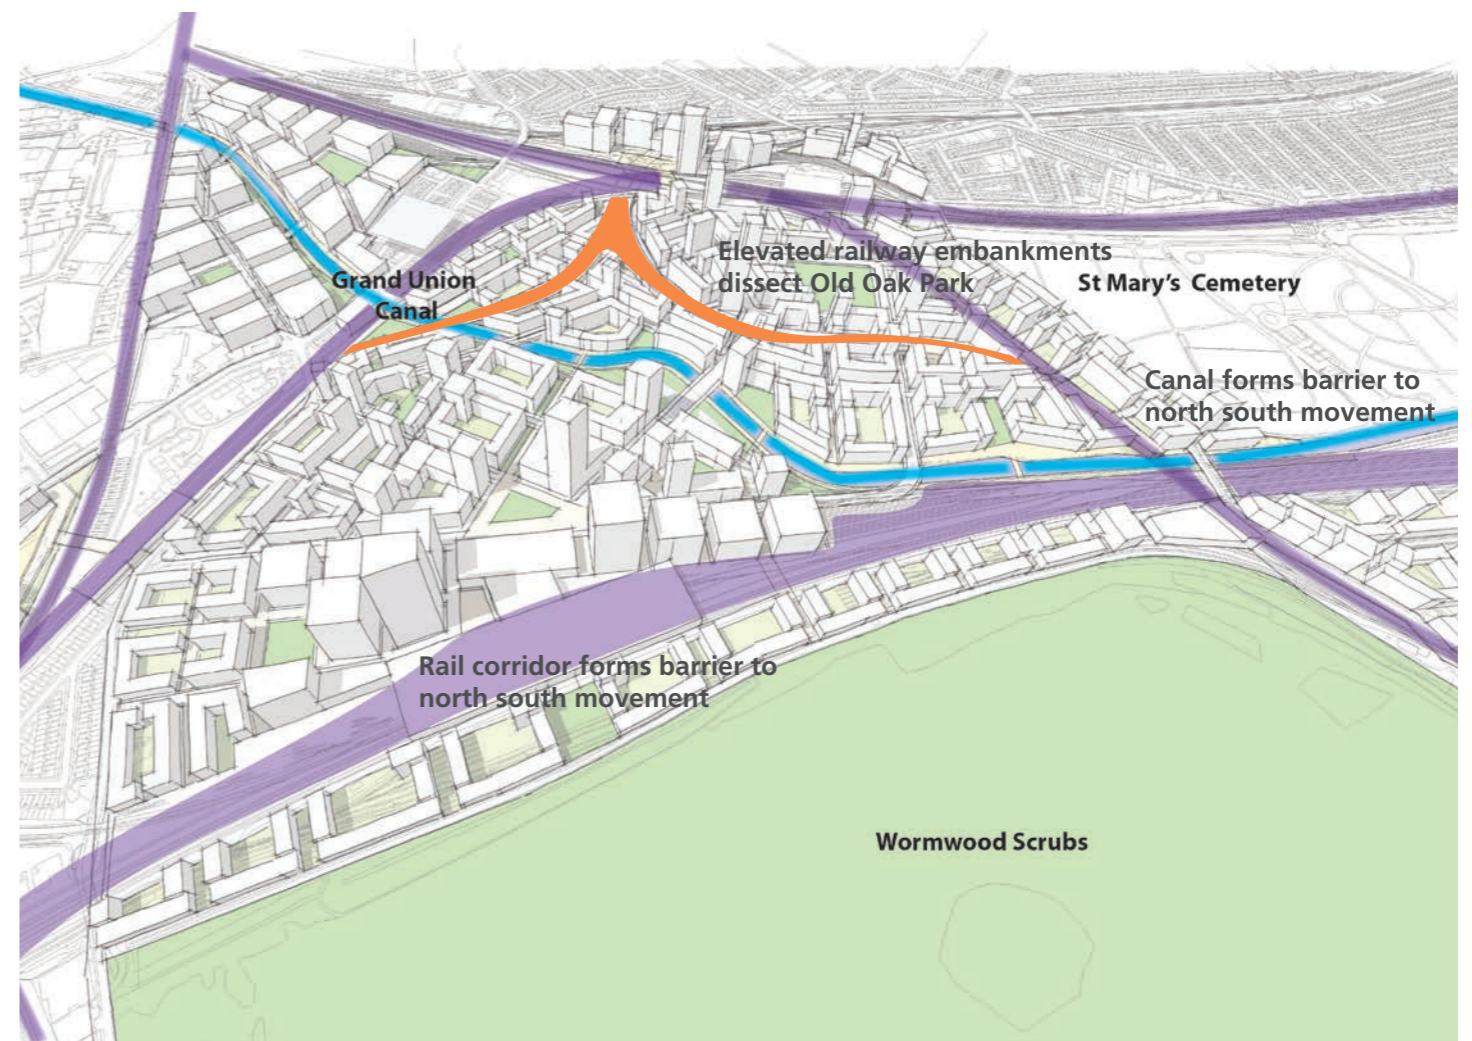 Elevated railway embankments
dissect Old Oak Park
Grand Union
Canal
St Mary's  Cemetery
Canal forms barrier to
north south movement
Rail corridor forms barrier to
north south movement
Wormwood Scrubs